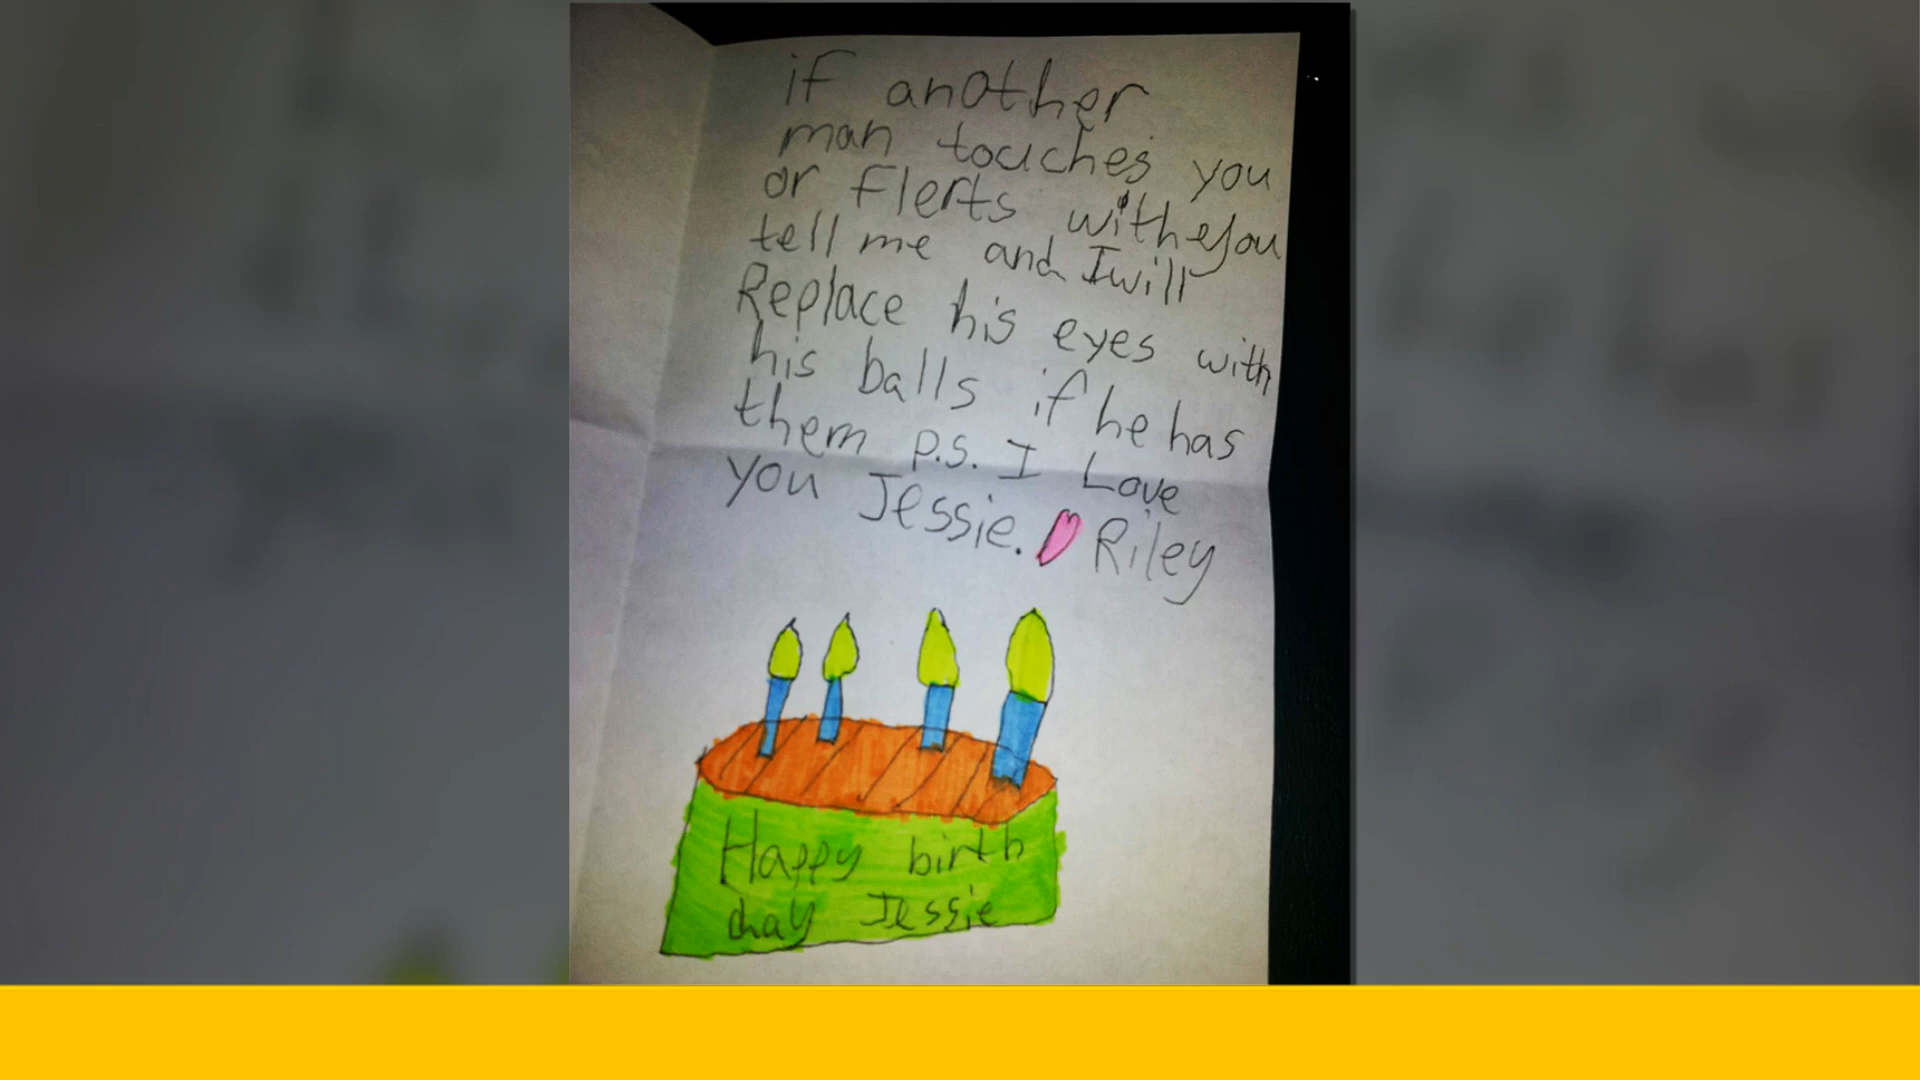 if another
man touches you
or flerts with you
tell me and I will
Replace his eyes with
his balls if he has
them p.s. I Love
you Jessie. Riley
Happy birth
day Jessie